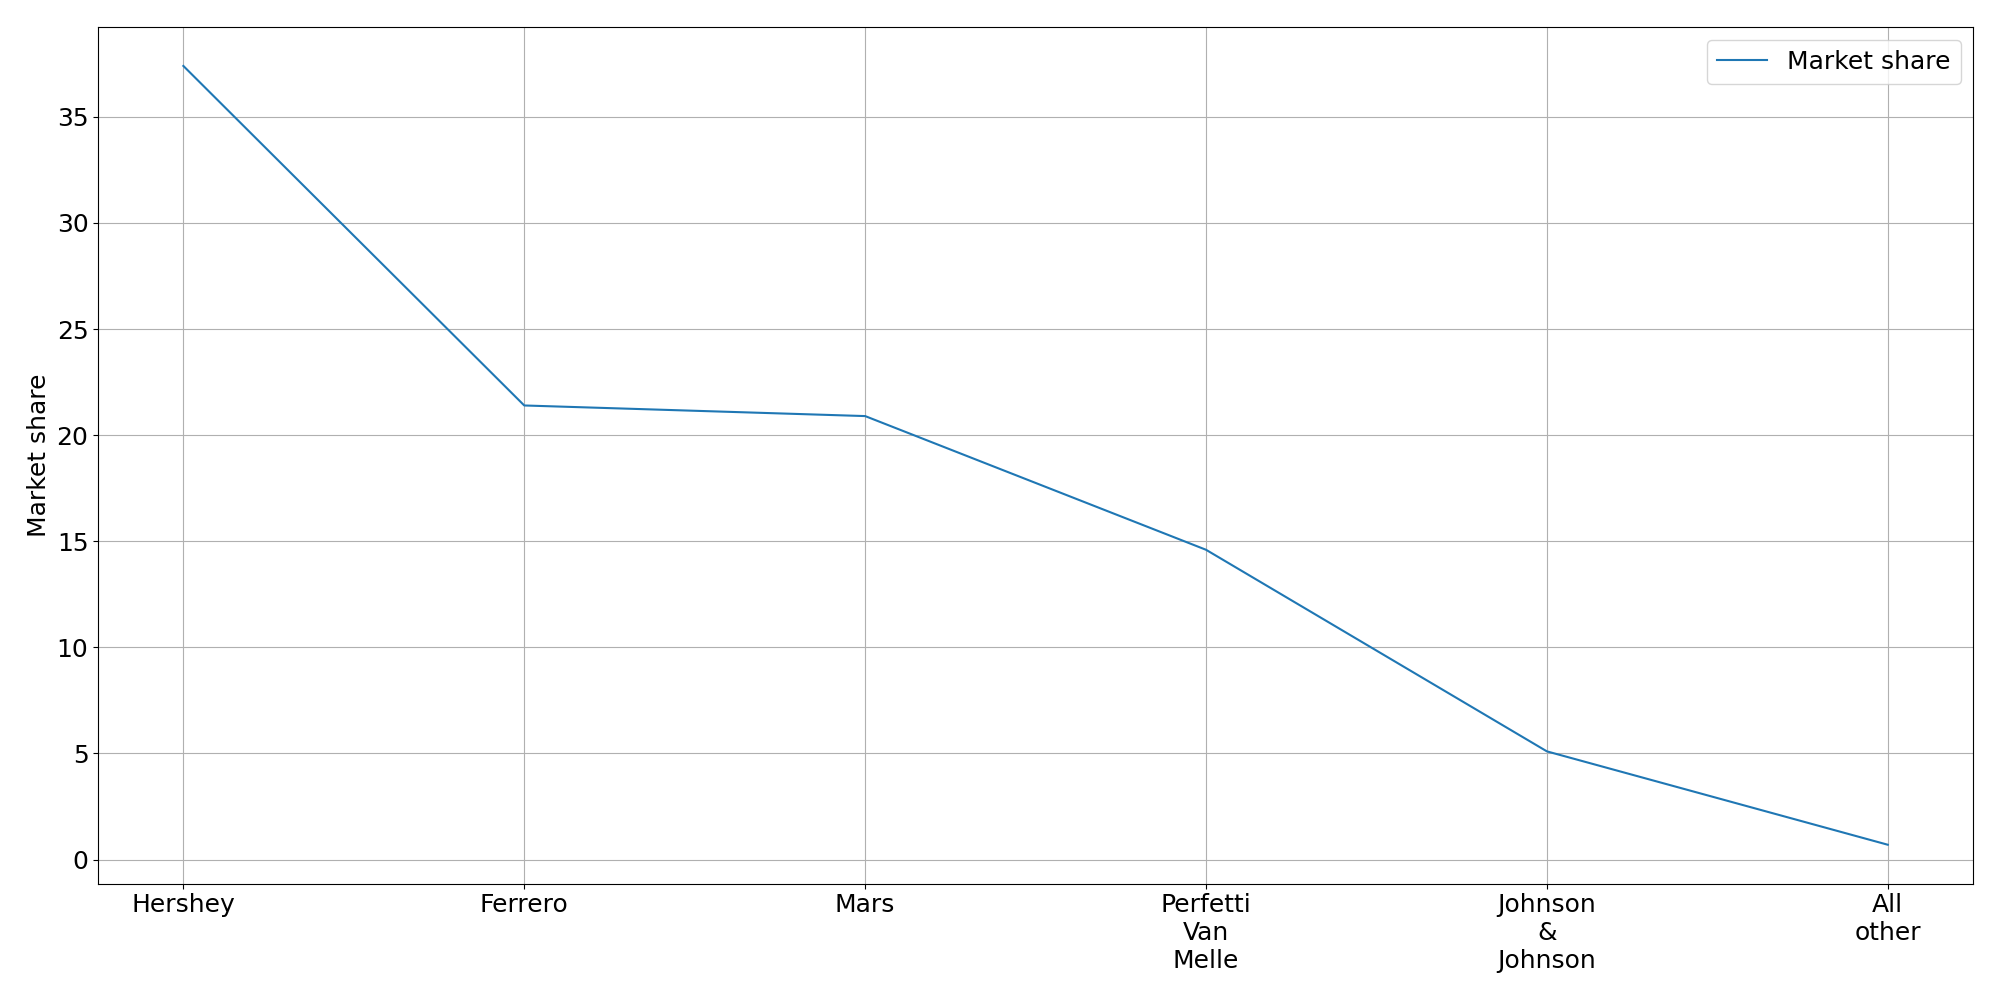 Market share
35
30
25
20
15
10
5
0
Market share
Hershey
Ferrero
Mars
Perfetti
Van
Melle
Johnson
&
Johnson
All
other